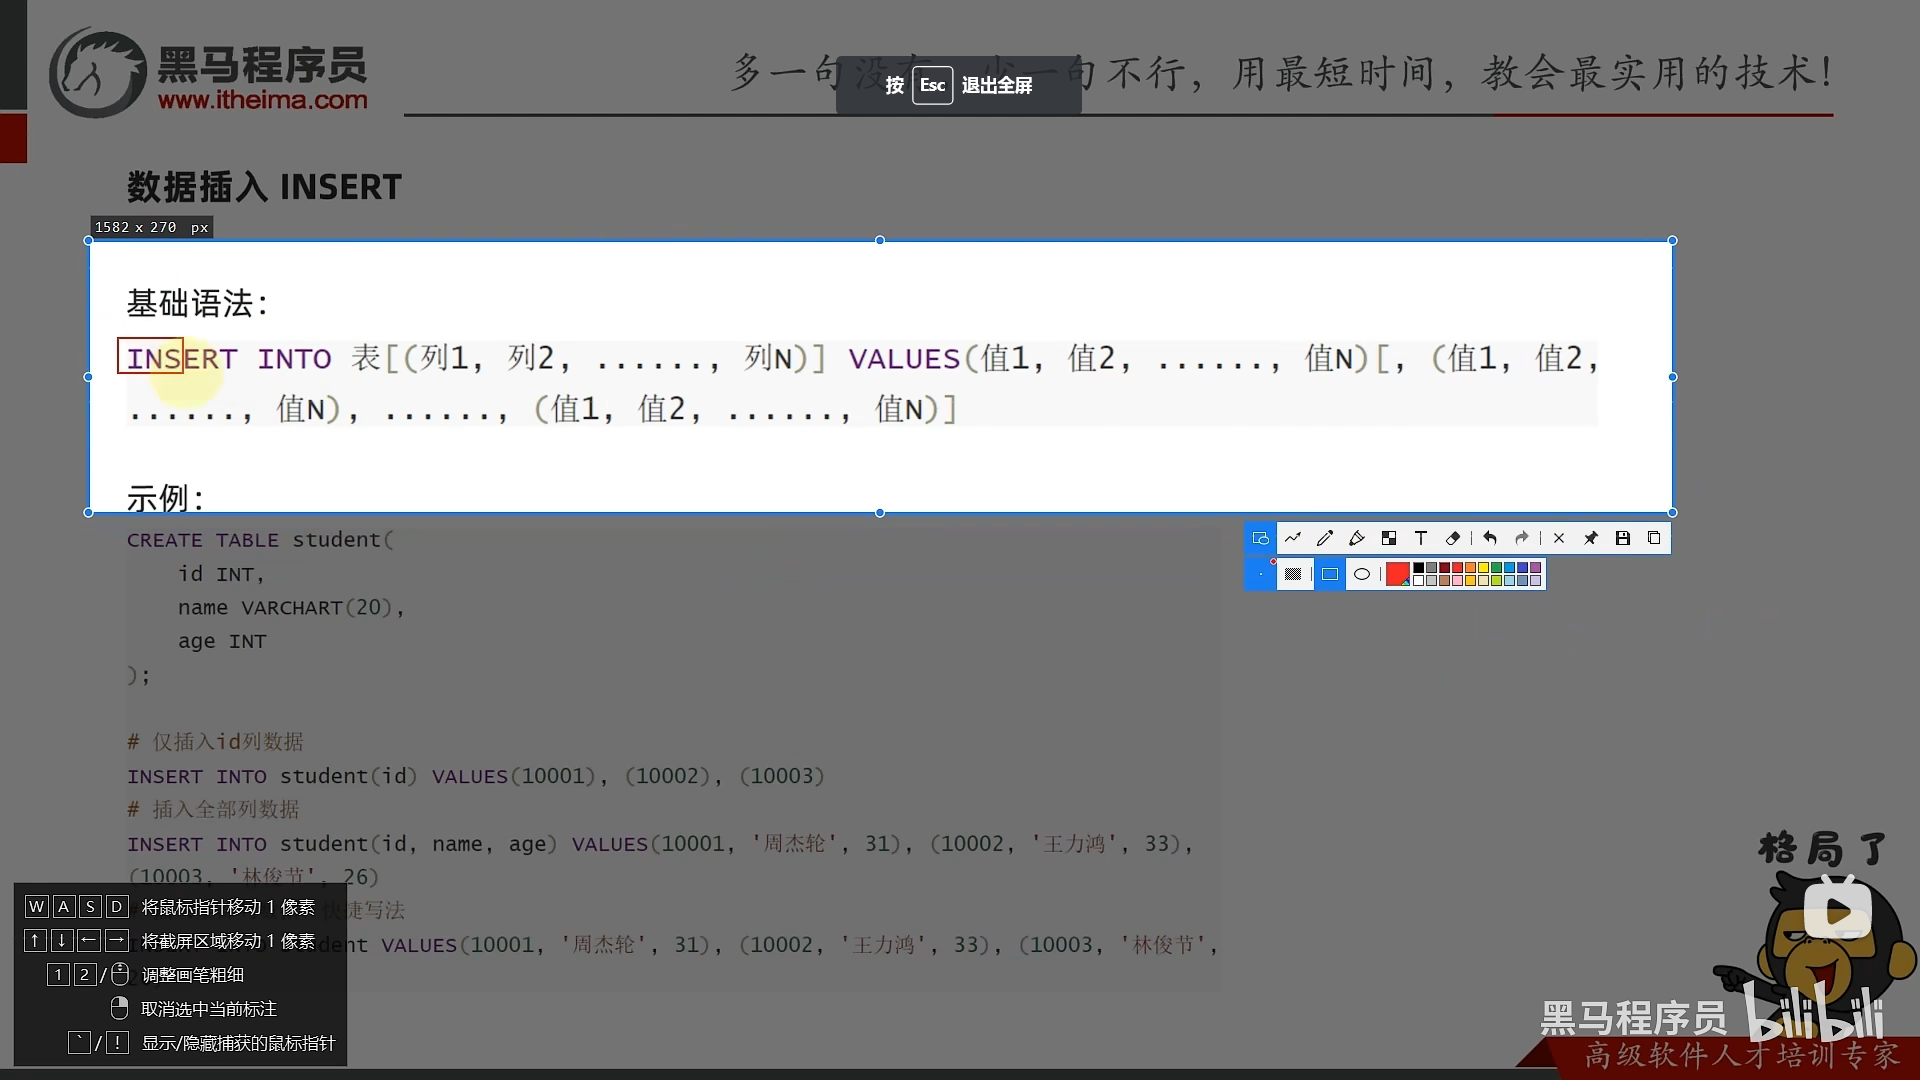 黑马程序员
www.itheima.com
多一句没有，少一句不行，用最短时间，教会最实用的技术！
按 Esc 退出全屏
数据插入 INSERT
1582 x 270 px
基础语法：
INSERT INTO 表[(列1, 列2, ......, 列N)] VALUES(值1, 值2, ......, 值N)[, (值1, 值2,
......, 值N), ......, (值1, 值2, ......, 值N)]
示例：
CREATE TABLE student(
id INT,
name VARCHART(20),
age INT
);
# 仅插入id列数据
INSERT INTO student(id) VALUES(10001), (10002), (10003)
# 插入全部列数据
INSERT INTO student(id, name, age) VALUES(10001, '周杰轮', 31), (10002, '王力鸿', 33),
(10003, '林俊节', 26)
快捷写法
nt VALUES(10001, '周杰轮', 31), (10002, '王力鸿', 33), (10003, '林俊节',
W A S D 将鼠标指针移动 1 像素
↑ ↓ ← → 将截屏区域移动 1 像素
1 2 / 调整画笔粗细
取消选中当前标注
` / ! 显示/隐藏捕获的鼠标指针
格局了
黑马程序员 bilibili
高级软件人才培训专家